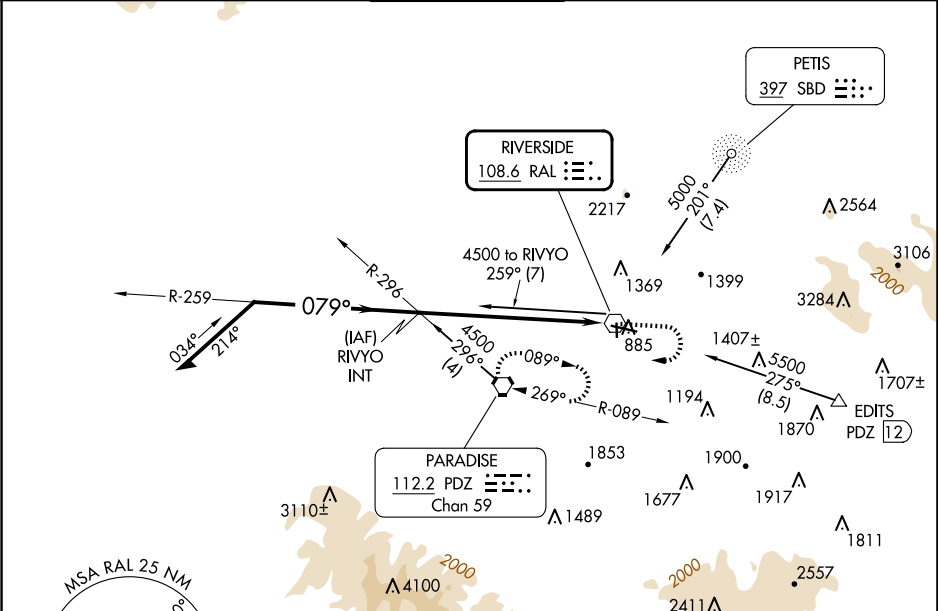 PETIS
397 SBD
RIVERSIDE
108.6 RAL
5000
201°
(7.4)
2217
2564
3106
2000
4500 to RIVYO
259° (7)
R-296
R-259
1369
1399
3284
079°
034°
214°
(IAF)
RIVYO
INT
4500
296°
(4)
885
1407±
5500
275°
(8.5)
1707±
089°
269°
R-089
1194
EDITS
PDZ 12
1870
PARADISE
112.2 PDZ
Chan 59
1853
1900
1677
1917
3110±
1489
1811
MSA RAL 25 NM
4100
2000
2000
2557
2411